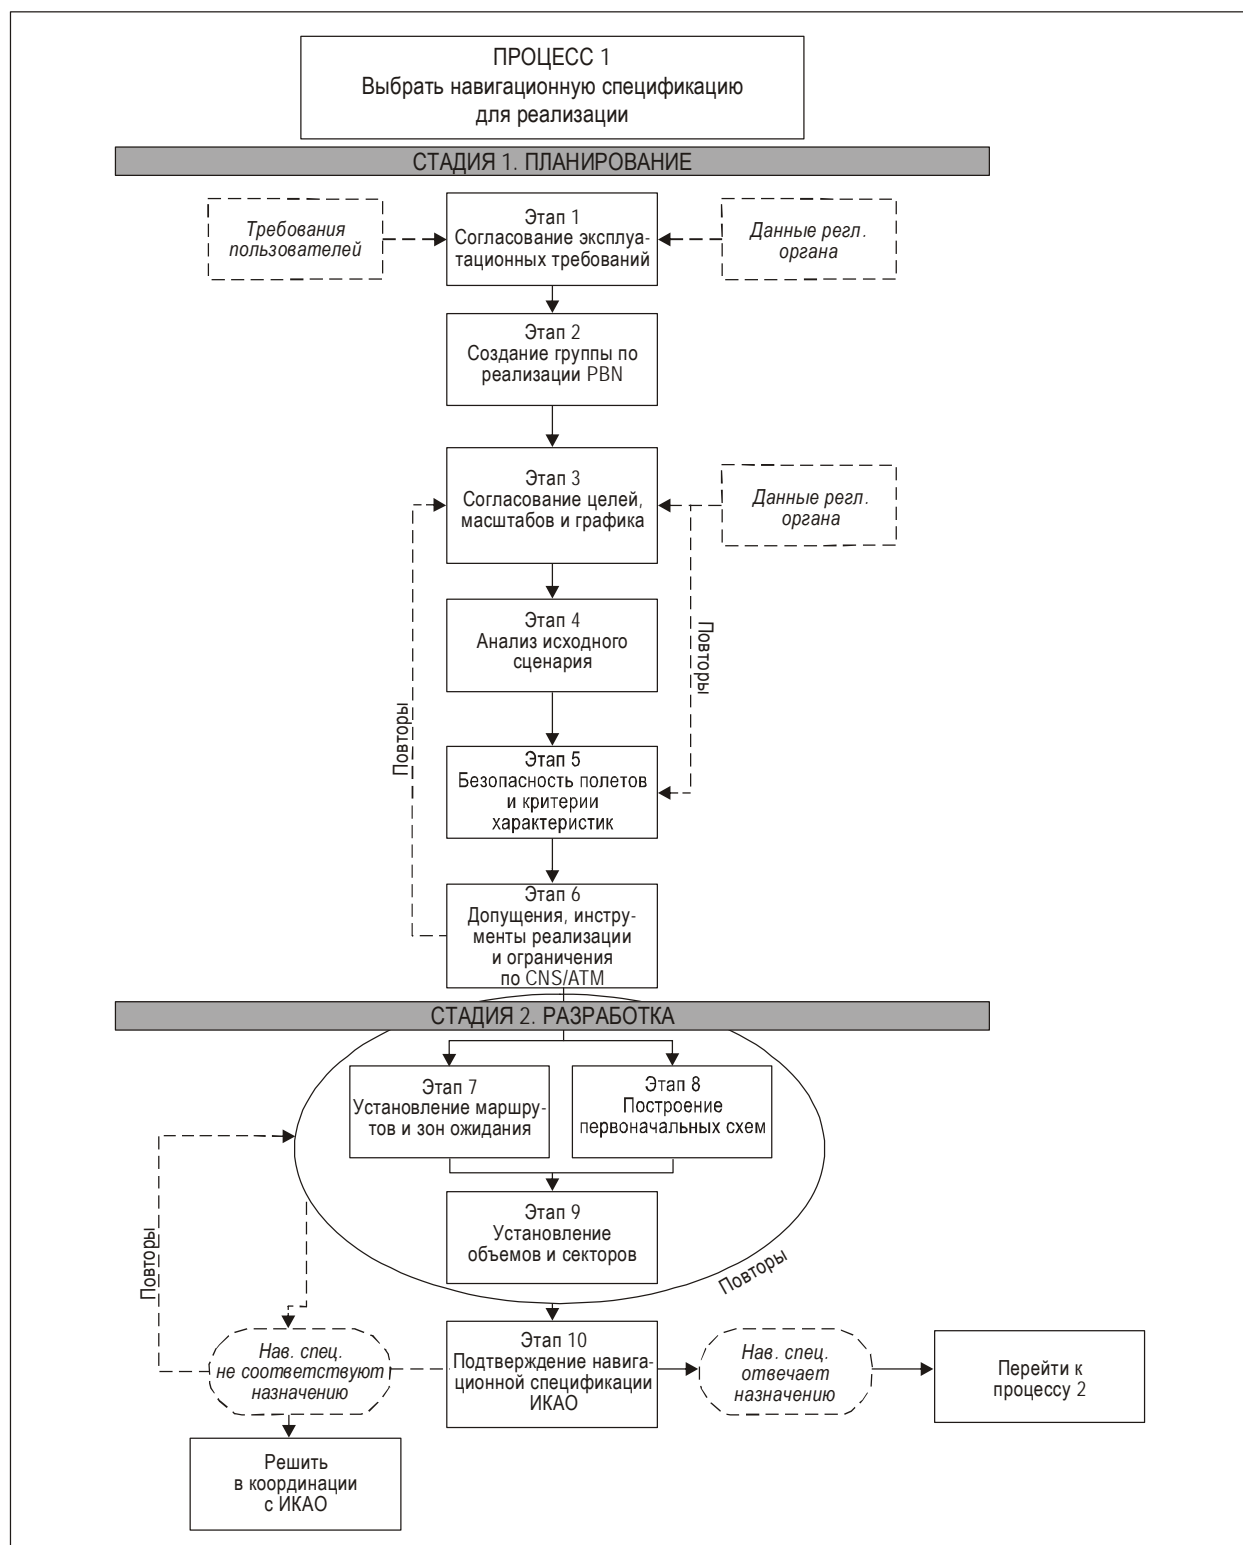 ПРОЦЕСС 1
Выбрать навигационную спецификацию
для реализации
СТАДИЯ 1. ПЛАНИРОВАНИЕ
Требования
пользователей
Этап 1
Согласование эксплуа-
тационных требований
Данные регл.
органа
Этап 2
Создание группы по
реализации PBN
Этап 3
Согласование целей,
масштабов и графика
Данные регл.
органа
Этап 4
Анализ исходного
сценария
Повторы
Повторы
Этап 5
Безопасность полетов
и критерии
характеристик
Этап 6
Допущения, инстру-
менты реализации
и ограничения
по CNS/ATM
СТАДИЯ 2. РАЗРАБОТКА
Этап 7
Установление маршру-
тов и зон ожидания
Этап 8
Построение
первоначальных схем
Этап 9
Установление
объемов и секторов
Повторы
Повторы
Нав. спец.
не соответствуют
назначению
Этап 10
Подтверждение навига-
ционной спецификации
ИКАО
Нав. спец.
отвечает
назначению
Перейти к
процессу 2
Решить
в координации
с ИКАО